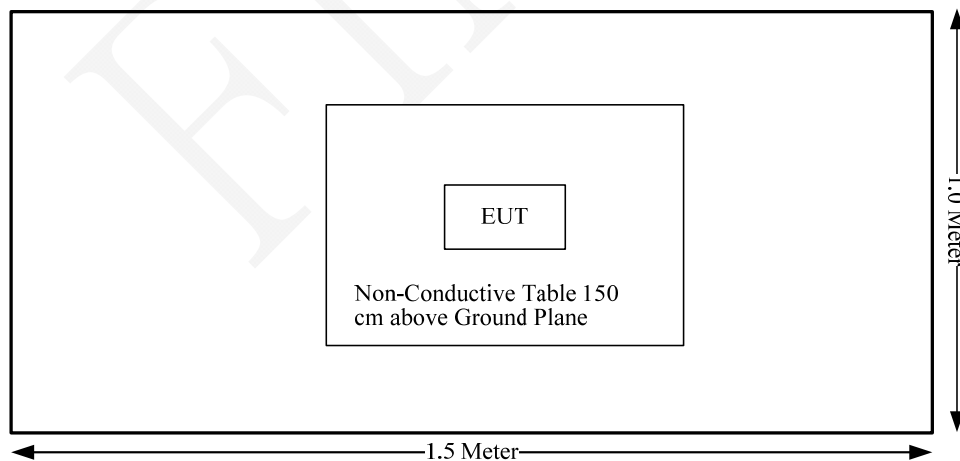 EUT
Non-Conductive Table 150
cm above Ground Plane
1.0 Meter
1.5 Meter